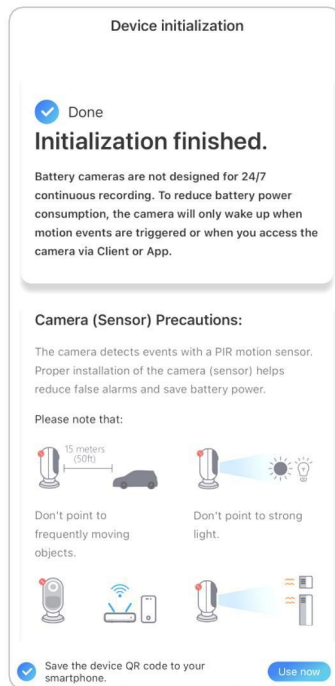 Device initialization
Done
Initialization finished.
Battery cameras are not designed for 24/7
continuous recording. To reduce battery power
consumption, the camera will only wake up when
motion events are triggered or when you access the
camera via Client or App.
Camera (Sensor) Precautions:
The camera detects events with a PIR motion sensor.
Proper installation of the camera (sensor) helps
reduce false alarms and save battery power.
Please note that:
15 meters
(50ft)
Don't point to
frequently moving
objects.
Don't point to strong
light.
Save the device QR code to your
smartphone.
Use now